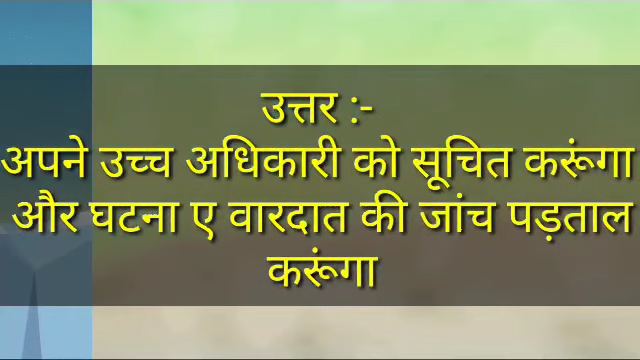 उत्तर :-
अपने उच्च अधिकारी को सूचित करूंगा
और घटना ए वारदात की जांच पड़ताल
करूंगा